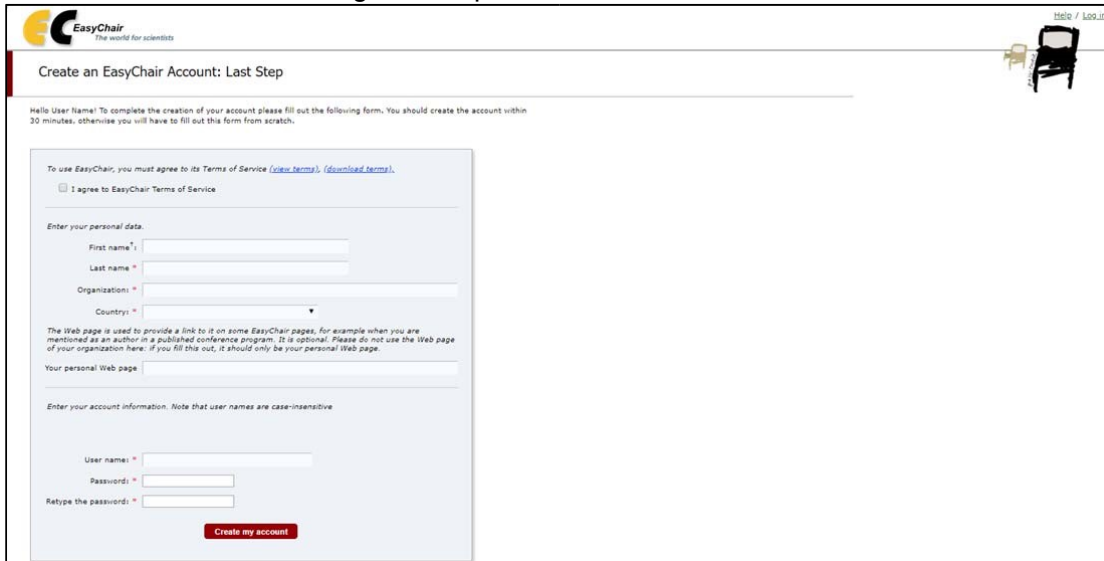 EasyChair
The world for scientists
Help / Log in
Create an EasyChair Account: Last Step
Hello User Name! To complete the creation of your account please fill out the following form. You should create the account within
30 minutes, otherwise you will have to fill out this form from scratch.
To use EasyChair, you must agree to its Terms of Service (view terms), (download terms).
I agree to EasyChair Terms of Service
Enter your personal data.
First name†:
Last name *
Organization: *
Country: *
The Web page is used to provide a link to it on some EasyChair pages, for example when you are
mentioned as an author in a published conference program. It is optional. Please do not use the Web page
of your organization here: if you fill this out, it should only be your personal Web page.
Your personal Web page
Enter your account information. Note that user names are case-insensitive
User name: *
Password: *
Retype the password: *
Create my account